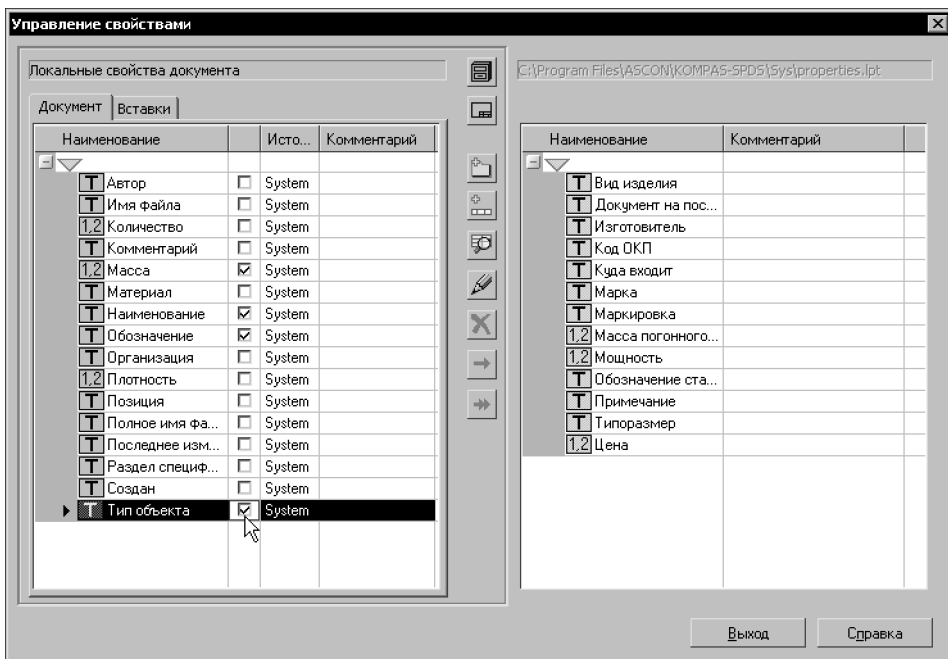 Управление свойствами
Локальные свойства документа
Документ Вставки
Наименование Исто... Комментарий
T Автор System
T Имя файла System
1,2 Количество System
T Комментарий System
1,2 Масса System
T Материал System
T Наименование System
T Обозначение System
T Организация System
1,2 Плотность System
T Позиция System
T Полное имя фа... System
T Последнее изм... System
T Раздел специф... System
T Создан System
T Тип объекта System
C:\Program Files\ASCON\KOMPAS-SPDS\Sys\properties.lpt
Наименование Комментарий
T Вид изделия
T Документ на пос...
T Изготовитель
T Код ОКП
T Куда входит
T Марка
T Маркировка
1,2 Масса погонного...
1,2 Мощность
T Обозначение ста...
T Примечание
T Типоразмер
1,2 Цена
Выход Справка